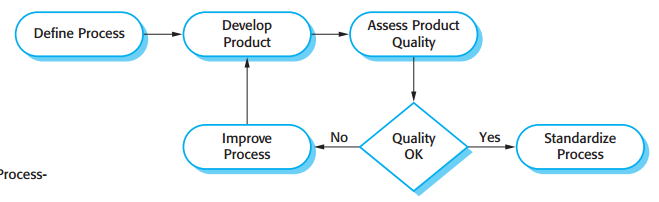 Define Process
Develop
Product
Assess Product
Quality
Improve
Process
No
Quality
OK
Yes
Standardize
Process
Process-